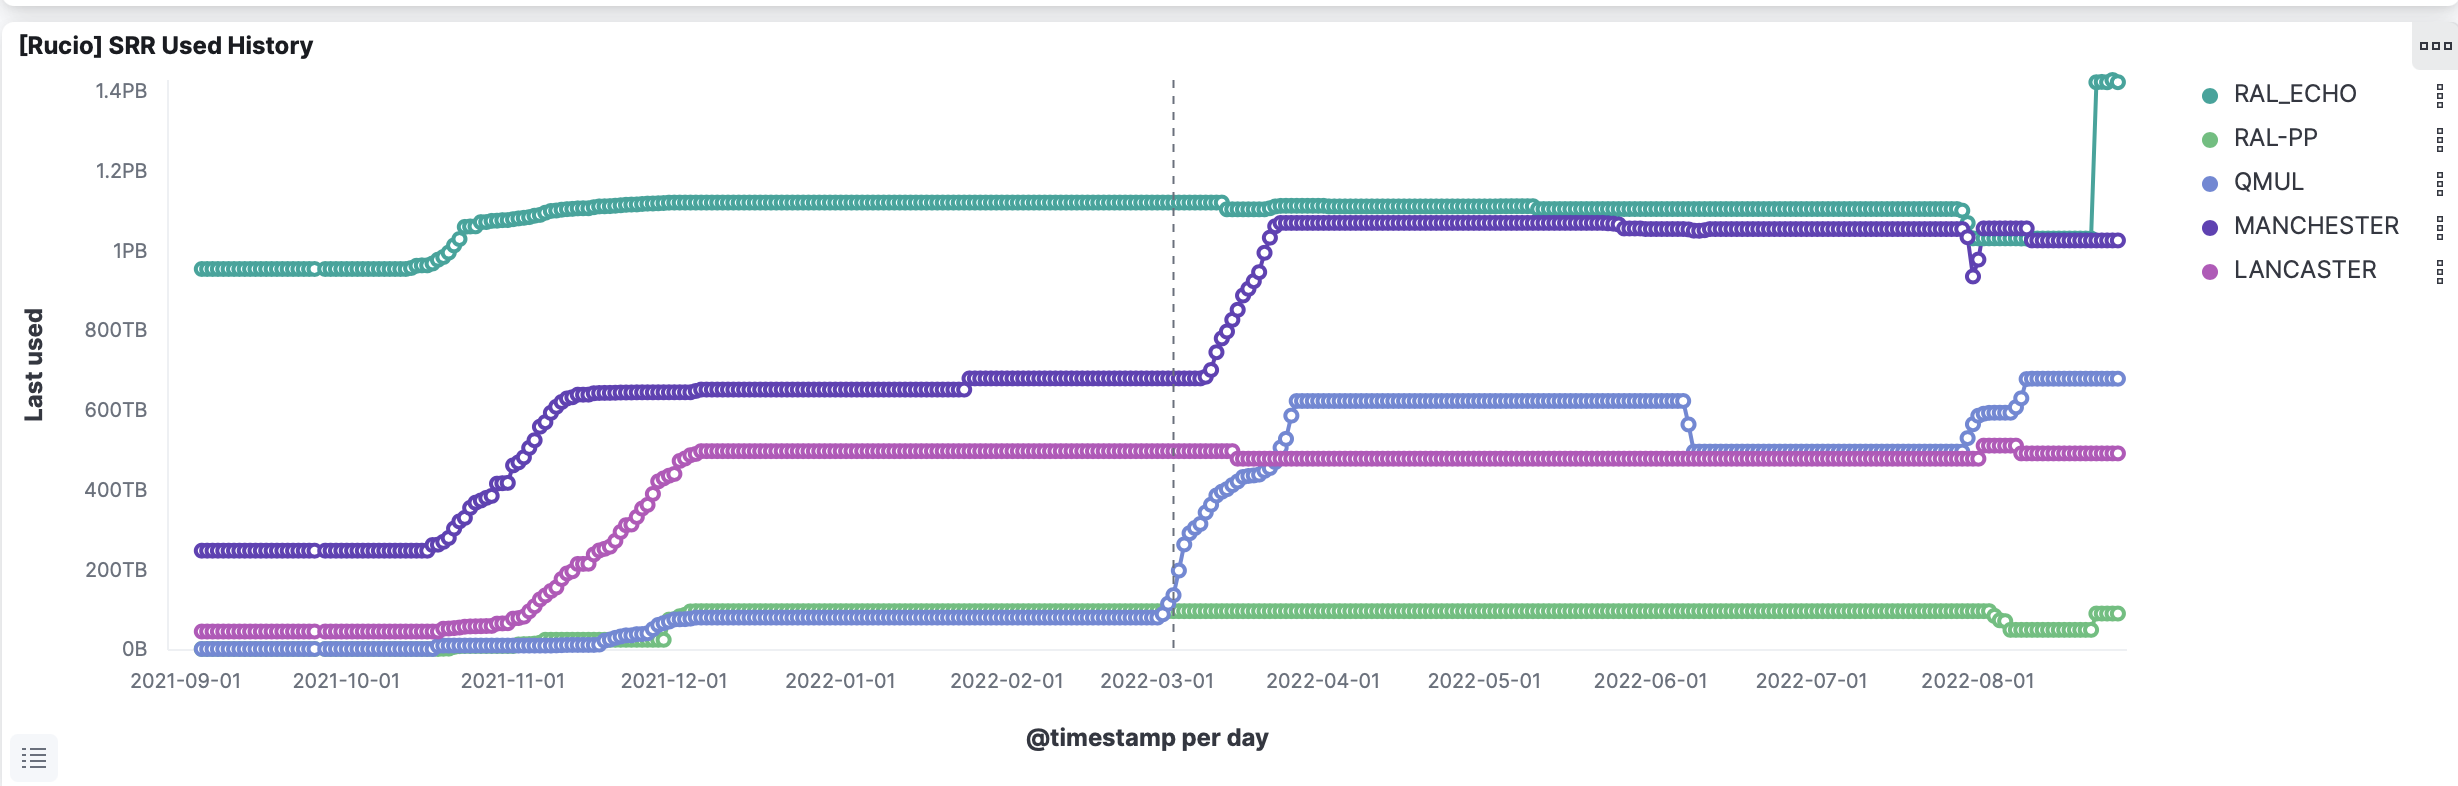 [Rucio] SRR Used History
1.4PB
1.2PB
1PB
800TB
600TB
400TB
200TB
0B
Last used
2021-09-01 2021-10-01 2021-11-01 2021-12-01 2022-01-01 2022-02-01 2022-03-01 2022-04-01 2022-05-01 2022-06-01 2022-07-01 2022-08-01
@timestamp per day
RAL_ECHO
RAL-PP
QMUL
MANCHESTER
LANCASTER